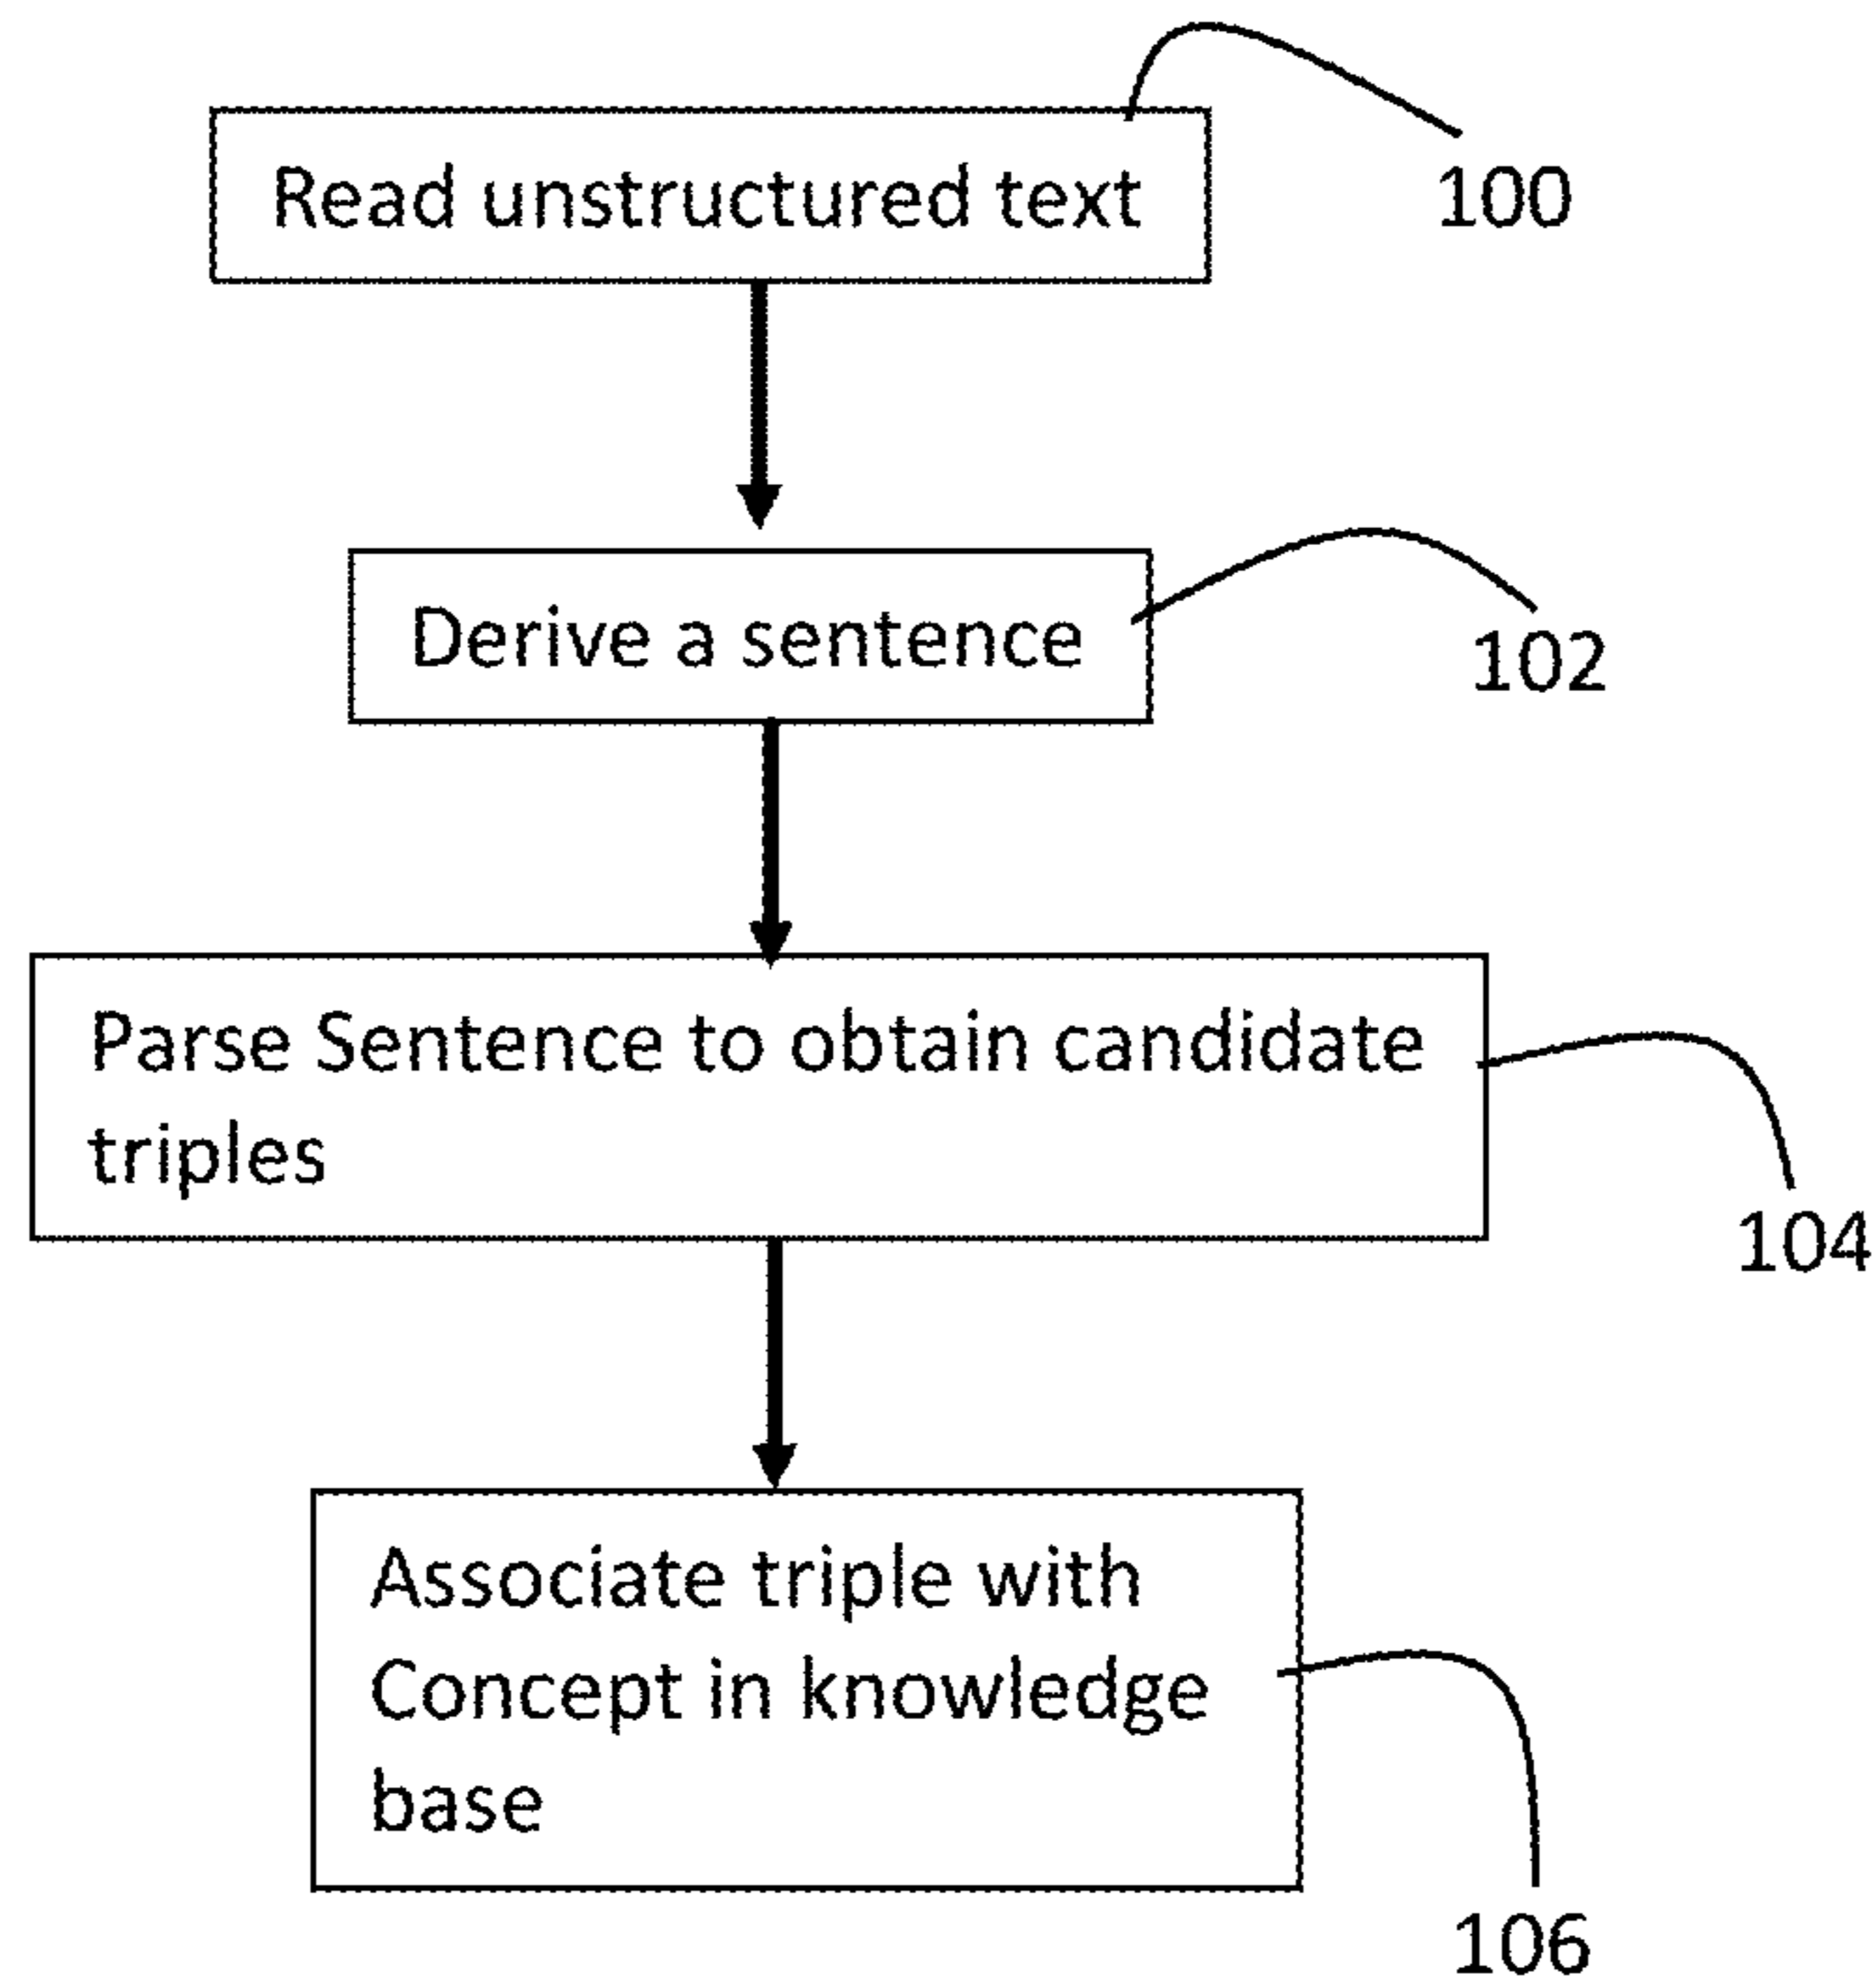 Read unstructured text
100
Derive a sentence
102
Parse Sentence to obtain candidate
triples
104
Associate triple with
Concept in knowledge
base
106